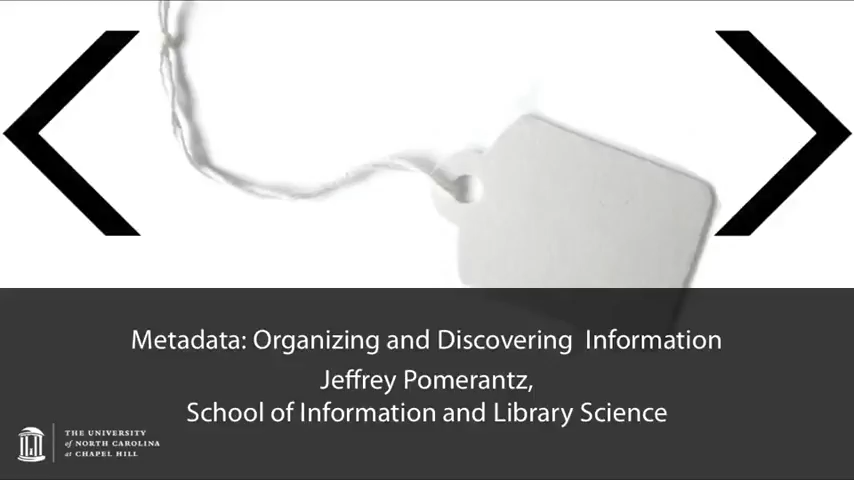 Metadata: Organizing and Discovering  Information
Jeffrey Pomerantz,
School of Information and Library Science
THE UNIVERSITY
of NORTH CAROLINA
at CHAPEL HILL